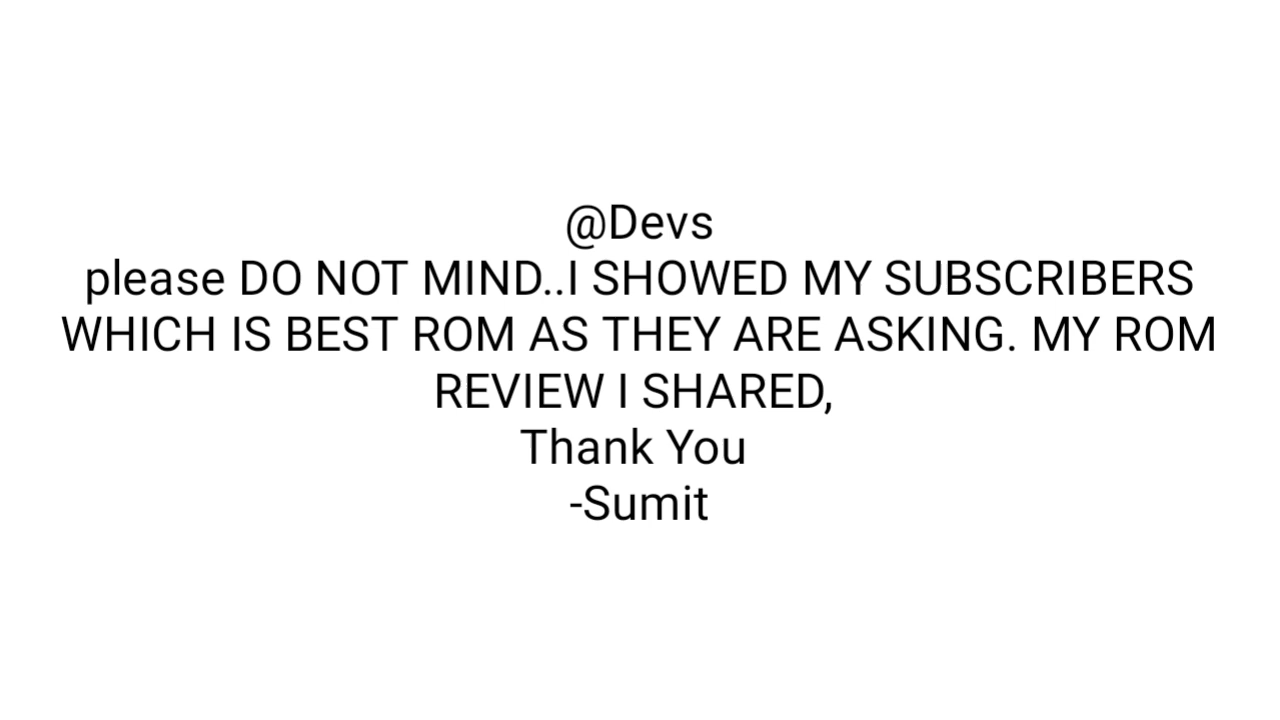 @Devs
please DO NOT MIND..I SHOWED MY SUBSCRIBERS
WHICH IS BEST ROM AS THEY ARE ASKING. MY ROM
REVIEW I SHARED,
Thank You
-Sumit